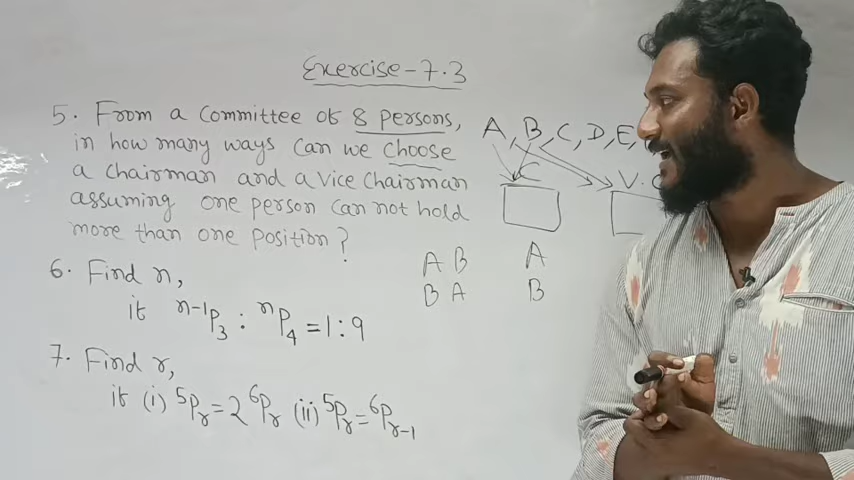 Exercise-7.3
5. From a Committee of 8 persons,
in how many ways can we choose
a chairman and a vice chairman
assuming one person can not hold
more than one position?
6. Find n,
if ⁿ⁻¹P₃ : ⁿP₄ = 1:9
7. Find r,
if (i) ⁵Pᵣ = 2 ⁶Pᵣ (ii) ⁵Pᵣ = ⁶Pᵣ₋₁
A, B, C, D, E,
C V.
A B A
B A B